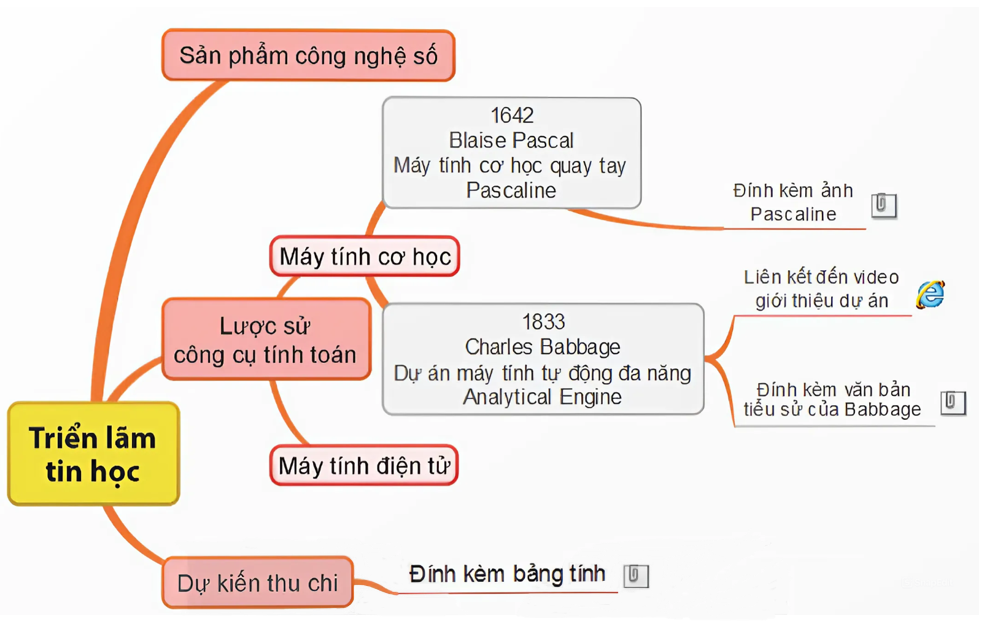 Sản phẩm công nghệ số
1642
Blaise Pascal
Máy tính cơ học quay tay
Pascaline
Đính kèm ảnh
Pascaline
Máy tính cơ học
Liên kết đến video
giới thiệu dự án
Lược sử
công cụ tính toán
1833
Charles Babbage
Dự án máy tính tự động đa năng
Analytical Engine
Đính kèm văn bản
tiểu sử của Babbage
Triển lãm
tin học
Máy tính điện tử
Dự kiến thu chi
Đính kèm bảng tính